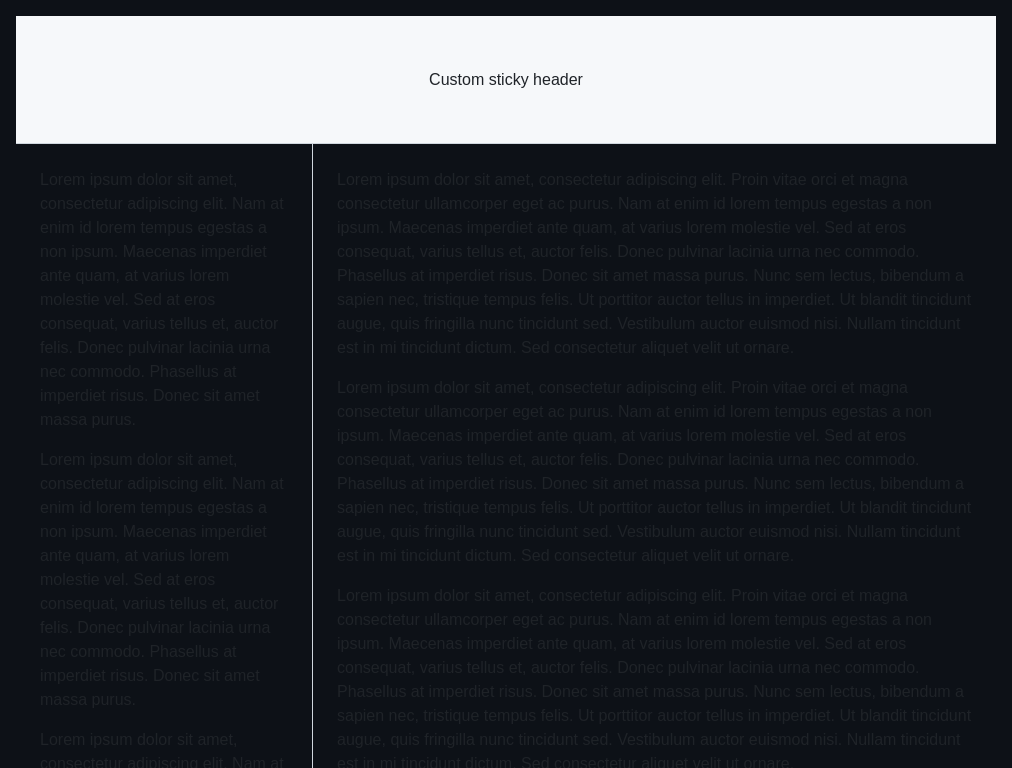 Custom sticky header
Lorem ipsum dolor sit amet,
consectetur adipiscing elit. Nam at
enim id lorem tempus egestas a
non ipsum. Maecenas imperdiet
ante quam, at varius lorem
molestie vel. Sed at eros
consequat, varius tellus et, auctor
felis. Donec pulvinar lacinia urna
nec commodo. Phasellus at
imperdiet risus. Donec sit amet
massa purus.
Lorem ipsum dolor sit amet,
consectetur adipiscing elit. Nam at
enim id lorem tempus egestas a
non ipsum. Maecenas imperdiet
ante quam, at varius lorem
molestie vel. Sed at eros
consequat, varius tellus et, auctor
felis. Donec pulvinar lacinia urna
nec commodo. Phasellus at
imperdiet risus. Donec sit amet
massa purus.
Lorem ipsum dolor sit amet,
consectetur adipiscing elit. Nam at
Lorem ipsum dolor sit amet, consectetur adipiscing elit. Proin vitae orci et magna
consectetur ullamcorper eget ac purus. Nam at enim id lorem tempus egestas a non
ipsum. Maecenas imperdiet ante quam, at varius lorem molestie vel. Sed at eros
consequat, varius tellus et, auctor felis. Donec pulvinar lacinia urna nec commodo.
Phasellus at imperdiet risus. Donec sit amet massa purus. Nunc sem lectus, bibendum a
sapien nec, tristique tempus felis. Ut porttitor auctor tellus in imperdiet. Ut blandit tincidunt
augue, quis fringilla nunc tincidunt sed. Vestibulum auctor euismod nisi. Nullam tincidunt
est in mi tincidunt dictum. Sed consectetur aliquet velit ut ornare.
Lorem ipsum dolor sit amet, consectetur adipiscing elit. Proin vitae orci et magna
consectetur ullamcorper eget ac purus. Nam at enim id lorem tempus egestas a non
ipsum. Maecenas imperdiet ante quam, at varius lorem molestie vel. Sed at eros
consequat, varius tellus et, auctor felis. Donec pulvinar lacinia urna nec commodo.
Phasellus at imperdiet risus. Donec sit amet massa purus. Nunc sem lectus, bibendum a
sapien nec, tristique tempus felis. Ut porttitor auctor tellus in imperdiet. Ut blandit tincidunt
augue, quis fringilla nunc tincidunt sed. Vestibulum auctor euismod nisi. Nullam tincidunt
est in mi tincidunt dictum. Sed consectetur aliquet velit ut ornare.
Lorem ipsum dolor sit amet, consectetur adipiscing elit. Proin vitae orci et magna
consectetur ullamcorper eget ac purus. Nam at enim id lorem tempus egestas a non
ipsum. Maecenas imperdiet ante quam, at varius lorem molestie vel. Sed at eros
consequat, varius tellus et, auctor felis. Donec pulvinar lacinia urna nec commodo.
Phasellus at imperdiet risus. Donec sit amet massa purus. Nunc sem lectus, bibendum a
sapien nec, tristique tempus felis. Ut porttitor auctor tellus in imperdiet. Ut blandit tincidunt
augue, quis fringilla nunc tincidunt sed. Vestibulum auctor euismod nisi. Nullam tincidunt
est in mi tincidunt dictum. Sed consectetur aliquet velit ut ornare.